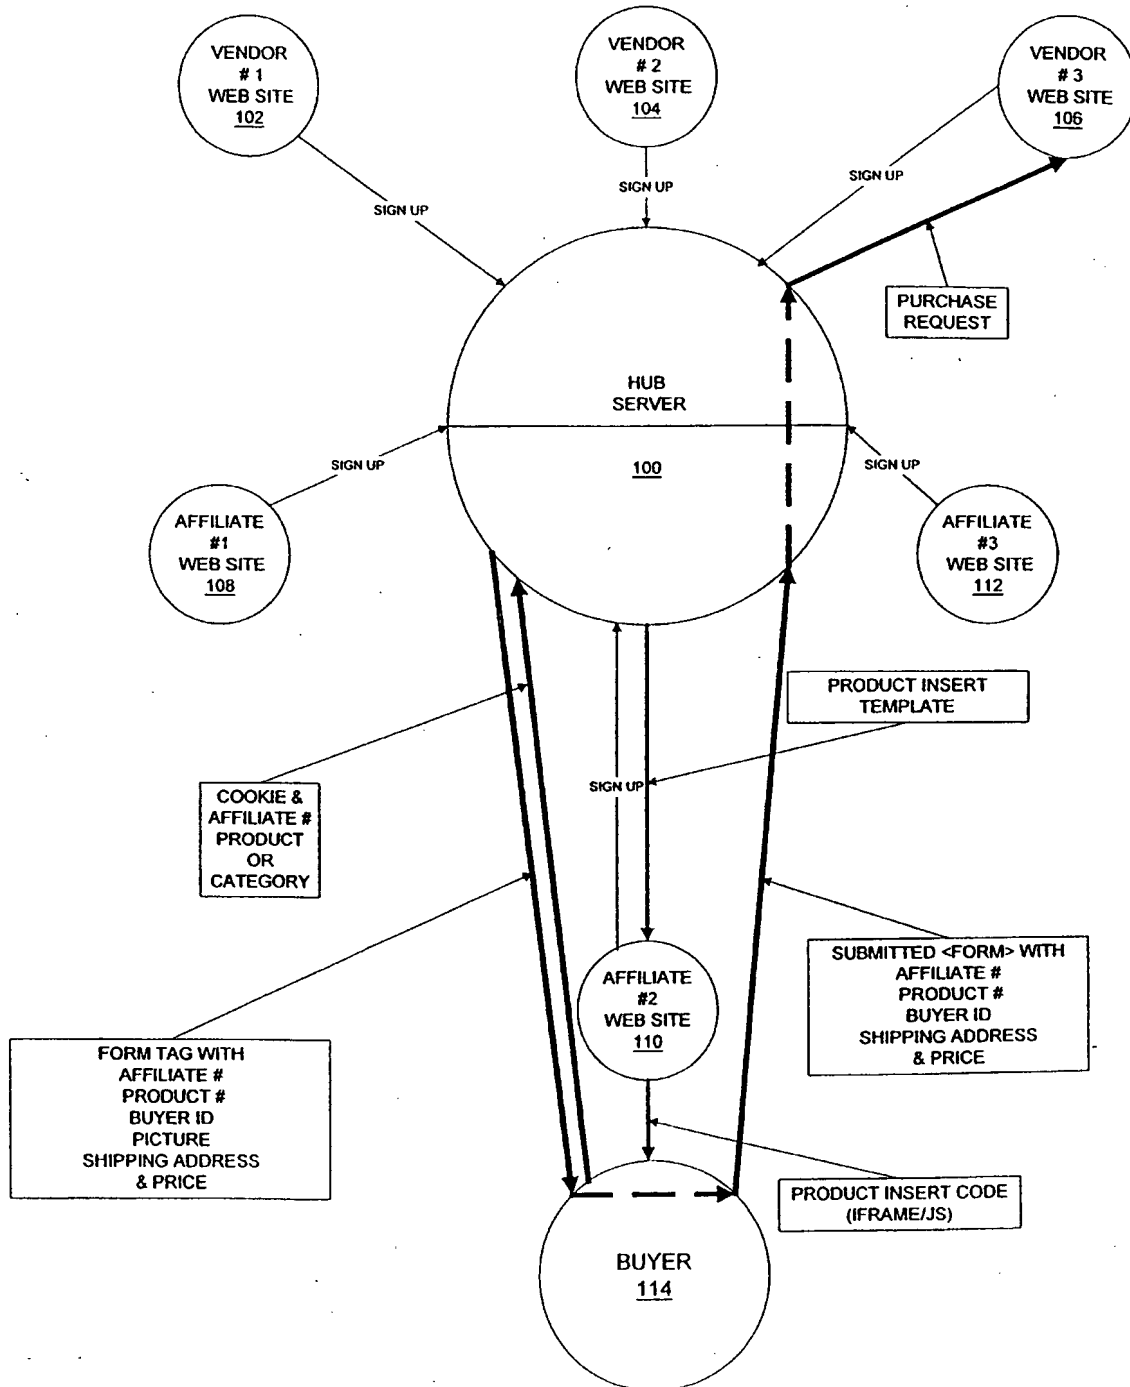 VENDOR
# 1
WEB SITE
102
VENDOR
# 2
WEB SITE
104
VENDOR
# 3
WEB SITE
106
SIGN UP
SIGN UP
SIGN UP
PURCHASE
REQUEST
HUB
SERVER
100
SIGN UP
SIGN UP
AFFILIATE
#1
WEB SITE
108
AFFILIATE
#3
WEB SITE
112
PRODUCT INSERT
TEMPLATE
SIGN UP
COOKIE &
AFFILIATE #
PRODUCT
OR
CATEGORY
AFFILIATE
#2
WEB SITE
110
SUBMITTED <FORM> WITH
AFFILIATE #
PRODUCT #
BUYER ID
SHIPPING ADDRESS
& PRICE
FORM TAG WITH
AFFILIATE #
PRODUCT #
BUYER ID
PICTURE
SHIPPING ADDRESS
& PRICE
PRODUCT INSERT CODE
(IFRAME/JS)
BUYER
114